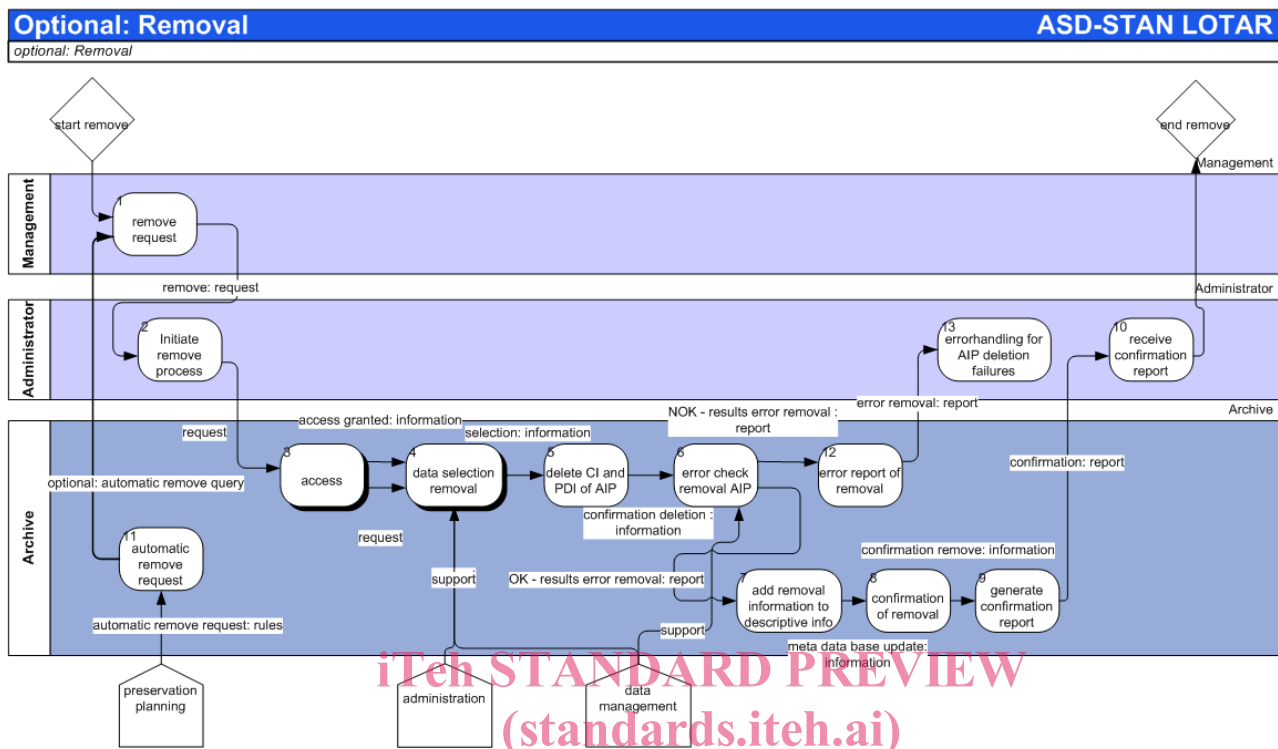 Optional: Removal
ASD-STAN LOTAR
optional: Removal
start remove
end remove
Management
Management
1
remove
request
remove: request
Administrator
Administrator
2
Initiate
remove
process
13
errorhandling for
AIP deletion
failures
10
receive
confirmation
report
Archive
Archive
request
access granted: information
selection: information
NOK - results error removal :
report
error removal: report
confirmation: report
optional: automatic remove query
3
access
4
data selection
removal
5
delete CI and
PDI of AIP
6
error check
removal AIP
12
error report of
removal
request
confirmation deletion :
information
11
automatic
remove
request
support
OK - results error removal: report
confirmation remove: information
7
add removal
information to
descriptive info
8
confirmation
of removal
9
generate
confirmation
report
automatic remove request: rules
support
meta data base update:
information
iTeh STANDARD PREVIEW
(standards.iteh.ai)
preservation
planning
administration
data
management